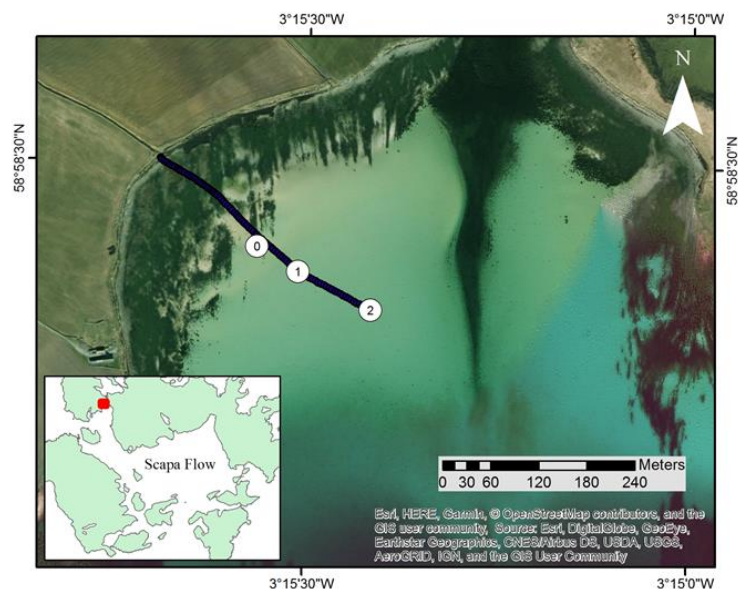 3°15'30"W 3°15'0"W
N
58°58'30"N 58°58'30"N
0
1
2
Scapa Flow
Meters
0 30 60 120 180 240
Esri, HERE, Garmin, © OpenStreetMap contributors, and the
GIS user community, Source: Esri, DigitalGlobe, GeoEye,
Earthstar Geographics, CNES/Airbus DS, USDA, USGS,
AeroGRID, IGN, and the GIS User Community
3°15'30"W 3°15'0"W